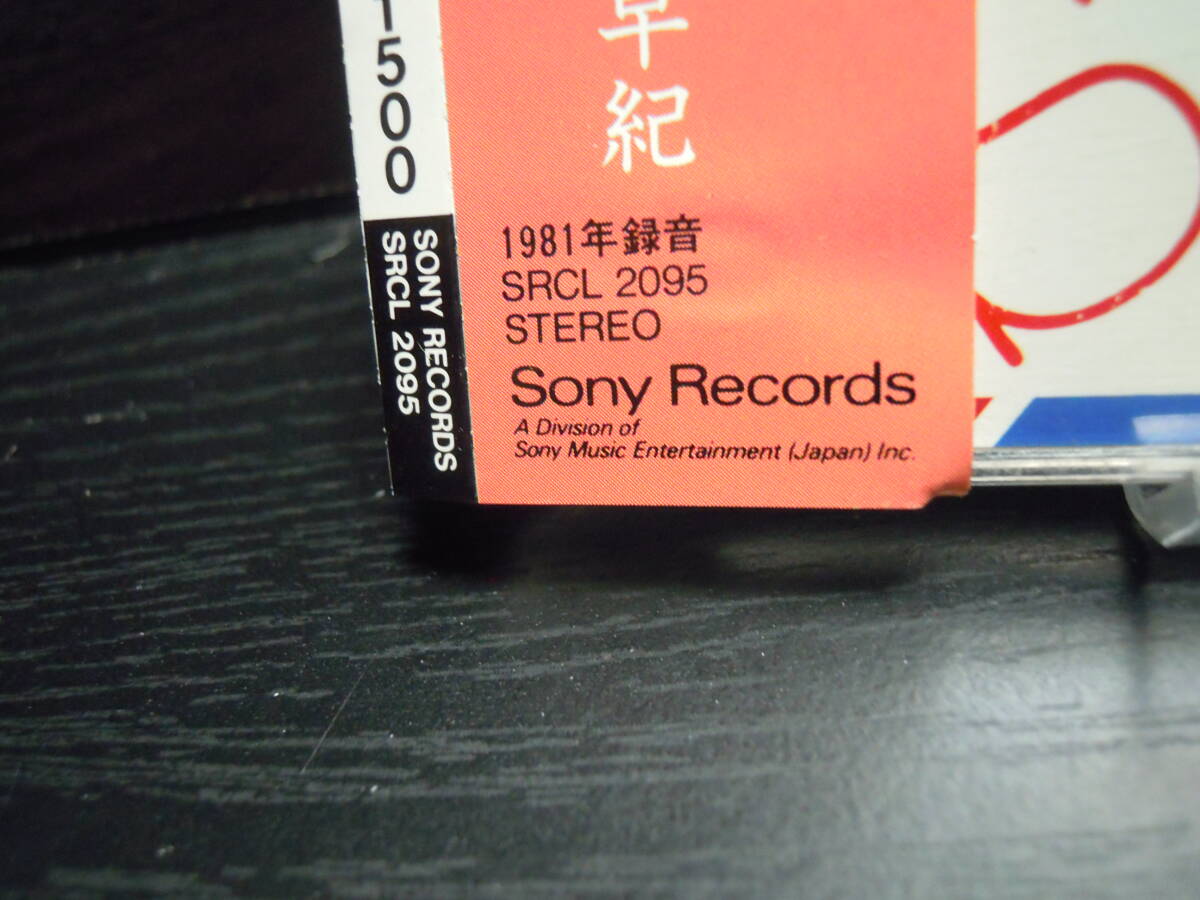 1500
SONY RECORDS
SRCL 2095
早紀
1981年録音
SRCL 2095
STEREO
Sony Records
A Division of
Sony Music Entertainment (Japan) Inc.